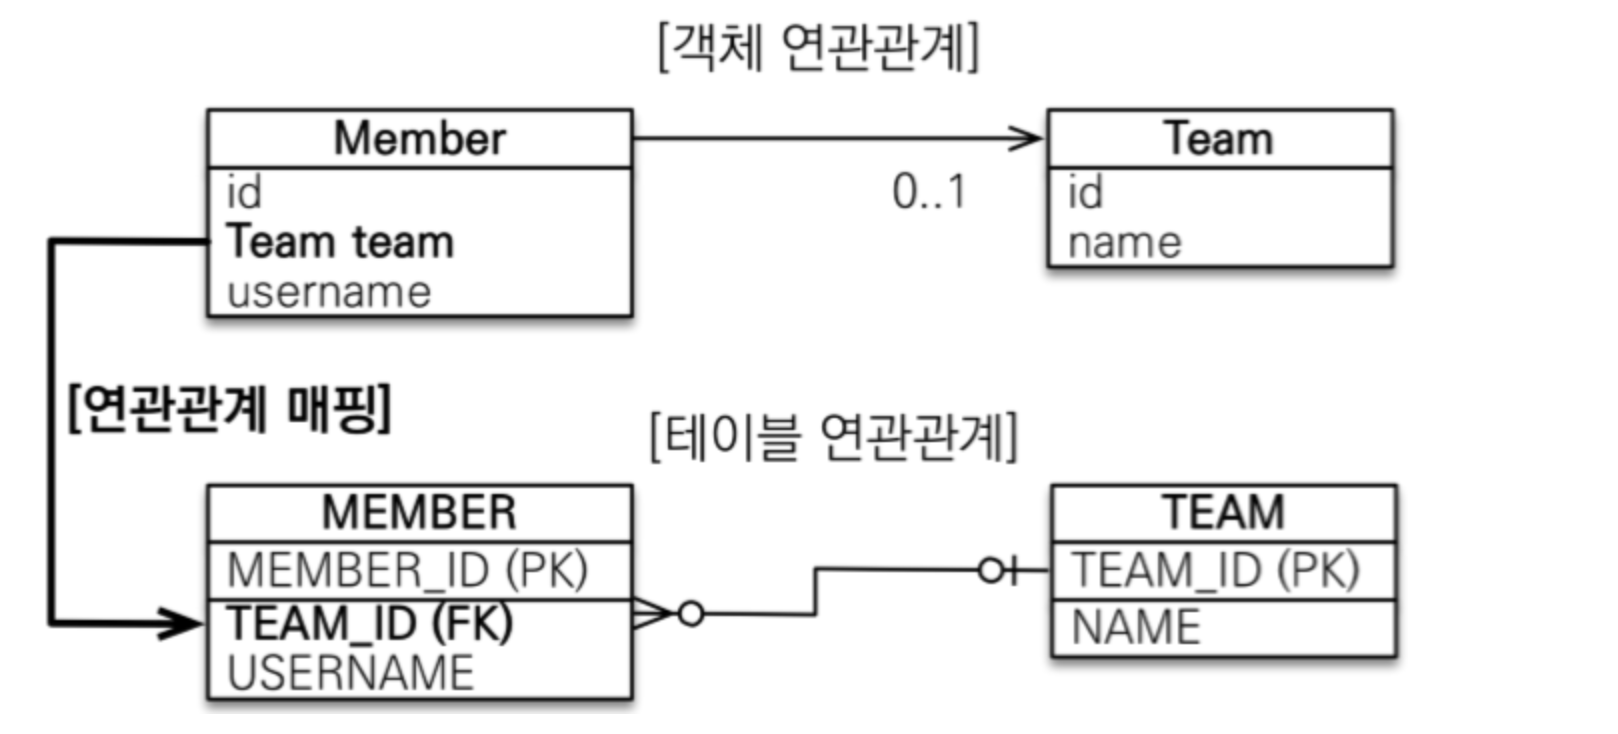 [객체 연관관계]
Member
Team
id
Team team
username
0..1
id
name
[연관관계 매핑]
[테이블 연관관계]
MEMBER
MEMBER_ID (PK)
TEAM_ID (FK)
USERNAME
TEAM
TEAM_ID (PK)
NAME